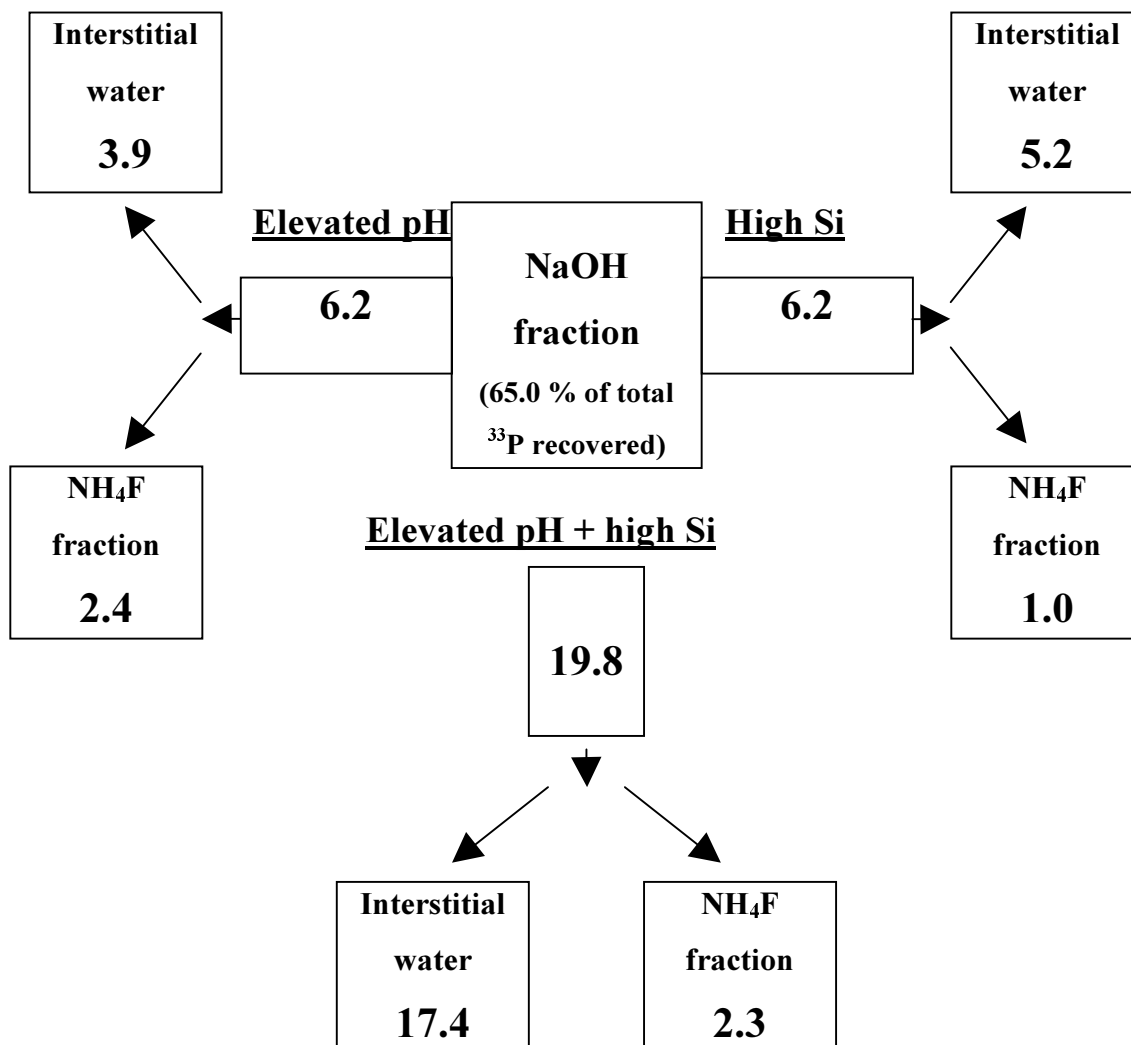 Interstitial
water
3.9
Interstitial
water
5.2
Elevated pH
High Si
6.2
NaOH
fraction
(65.0 % of total
³³P recovered)
6.2
NH₄F
fraction
2.4
NH₄F
fraction
1.0
Elevated pH + high Si
19.8
Interstitial
water
17.4
NH₄F
fraction
2.3